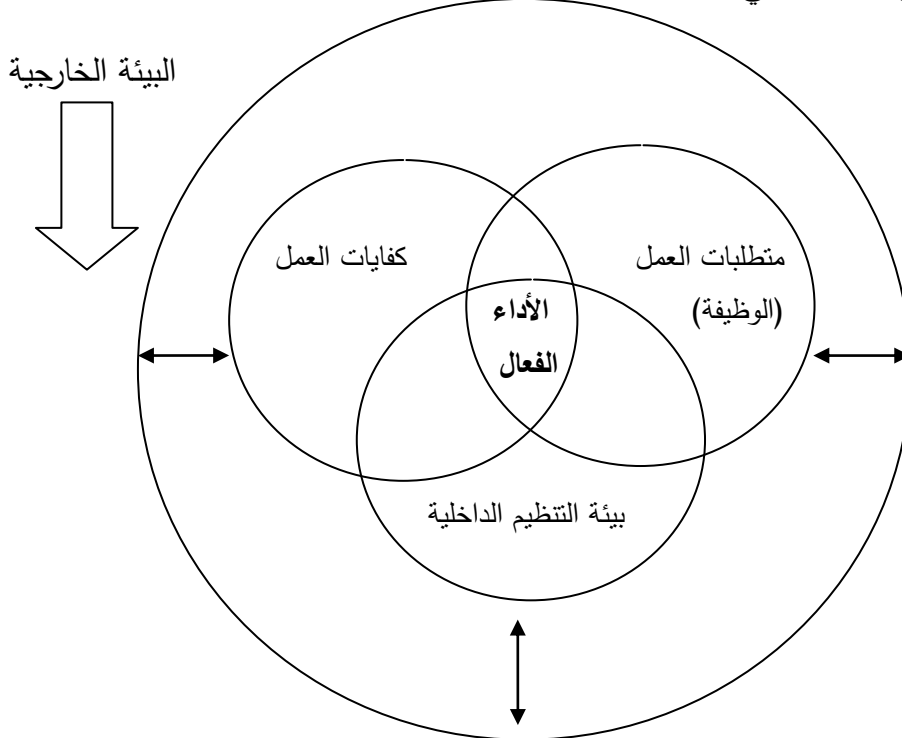 البيئة الخارجية
متطلبات العمل
(الوظيفة)
كفايات العمل
الأداء
الفعال
بيئة التنظيم الداخلية